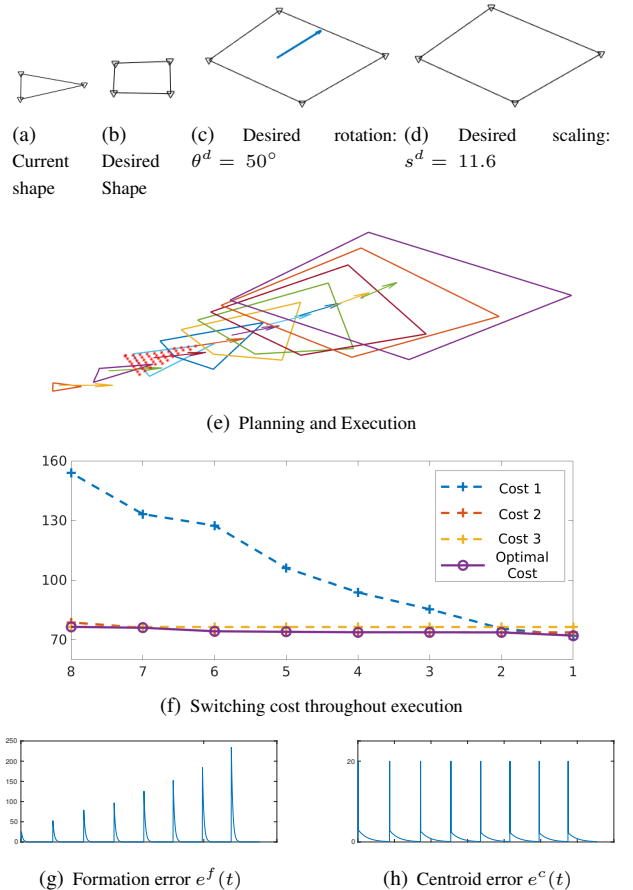 (a)
Current
shape
(b)
Desired
Shape
(c) Desired rotation:
θ^d = 50°
(d) Desired scaling:
s^d = 11.6
(e) Planning and Execution
160
130
100
70
8 7 6 5 4 3 2 1
Cost 1
Cost 2
Cost 3
Optimal
Cost
(f) Switching cost throughout execution
250
200
150
100
50
0
20
0
(g) Formation error e^f(t)
(h) Centroid error e^c(t)